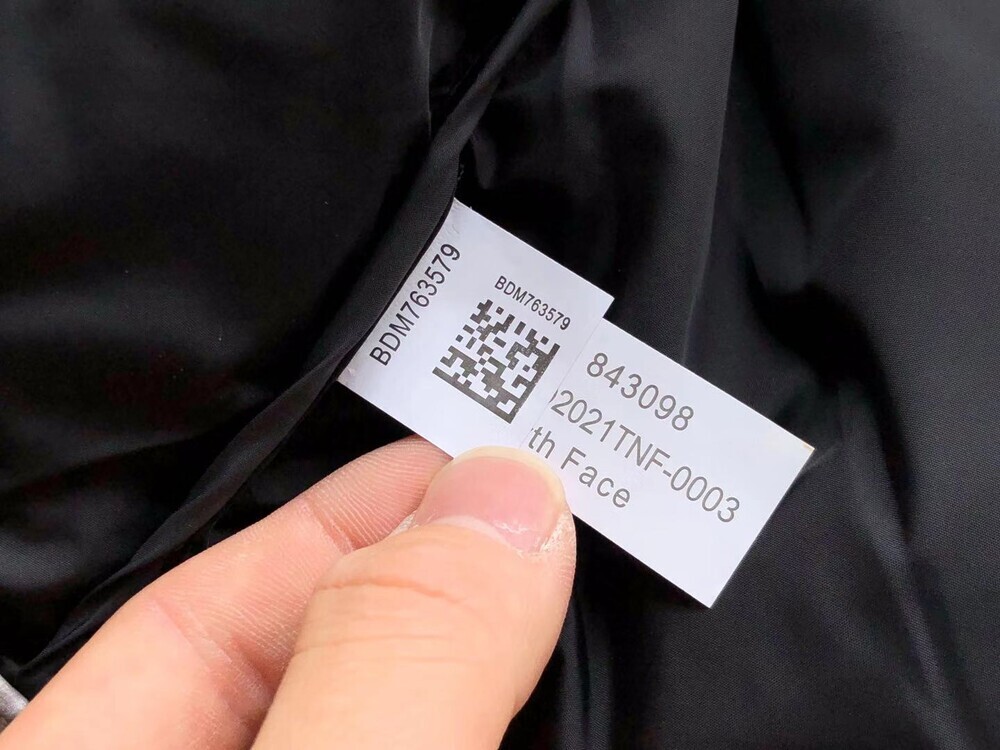 BDM763579
BDM763579
843098
2021TNF-0003
th Face